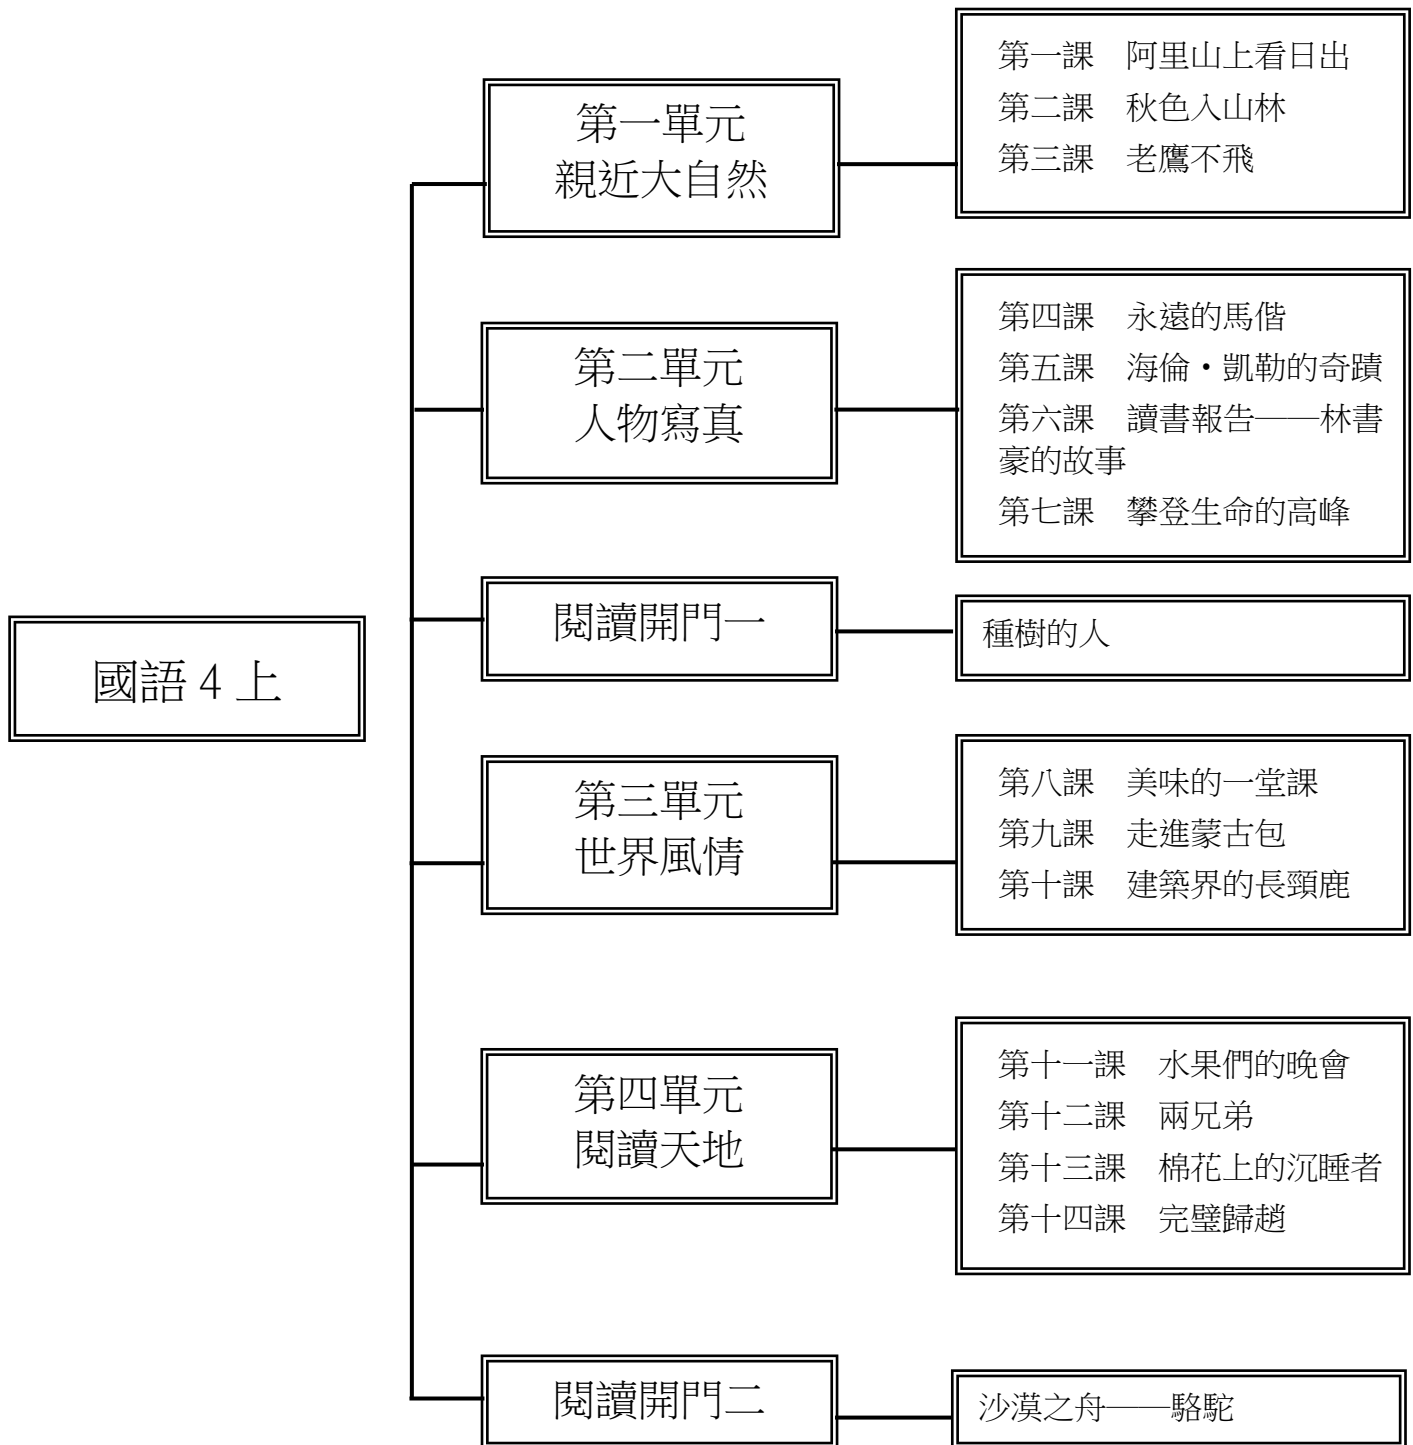 國語4上
第一單元
親近大自然
第一課　阿里山上看日出
第二課　秋色入山林
第三課　老鷹不飛
第二單元
人物寫真
第四課　永遠的馬偕
第五課　海倫‧凱勒的奇蹟
第六課　讀書報告——林書
豪的故事
第七課　攀登生命的高峰
閱讀開門一
種樹的人
第三單元
世界風情
第八課　美味的一堂課
第九課　走進蒙古包
第十課　建築界的長頸鹿
第四單元
閱讀天地
第十一課　水果們的晚會
第十二課　兩兄弟
第十三課　棉花上的沉睡者
第十四課　完璧歸趙
閱讀開門二
沙漠之舟——駱駝